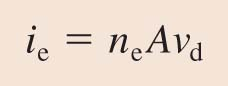 iₑ = nₑAv_d